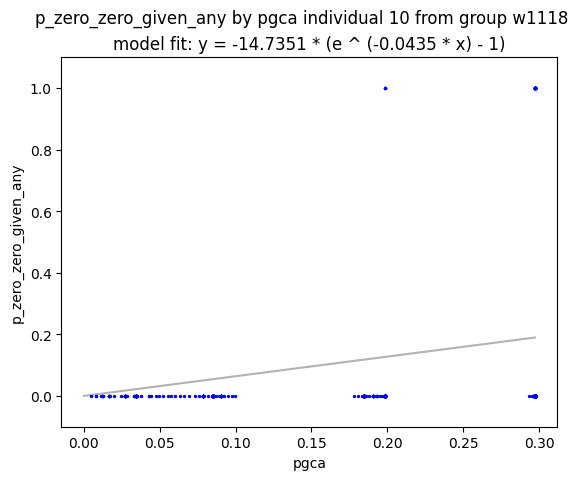 p_zero_zero_given_any by pgca individual 10 from group w1118
model fit: y = -14.7351 * (e ^ (-0.0435 * x) - 1)
1.0
0.8
0.6
0.4
0.2
0.0
p_zero_zero_given_any
0.00 0.05 0.10 0.15 0.20 0.25 0.30
pgca